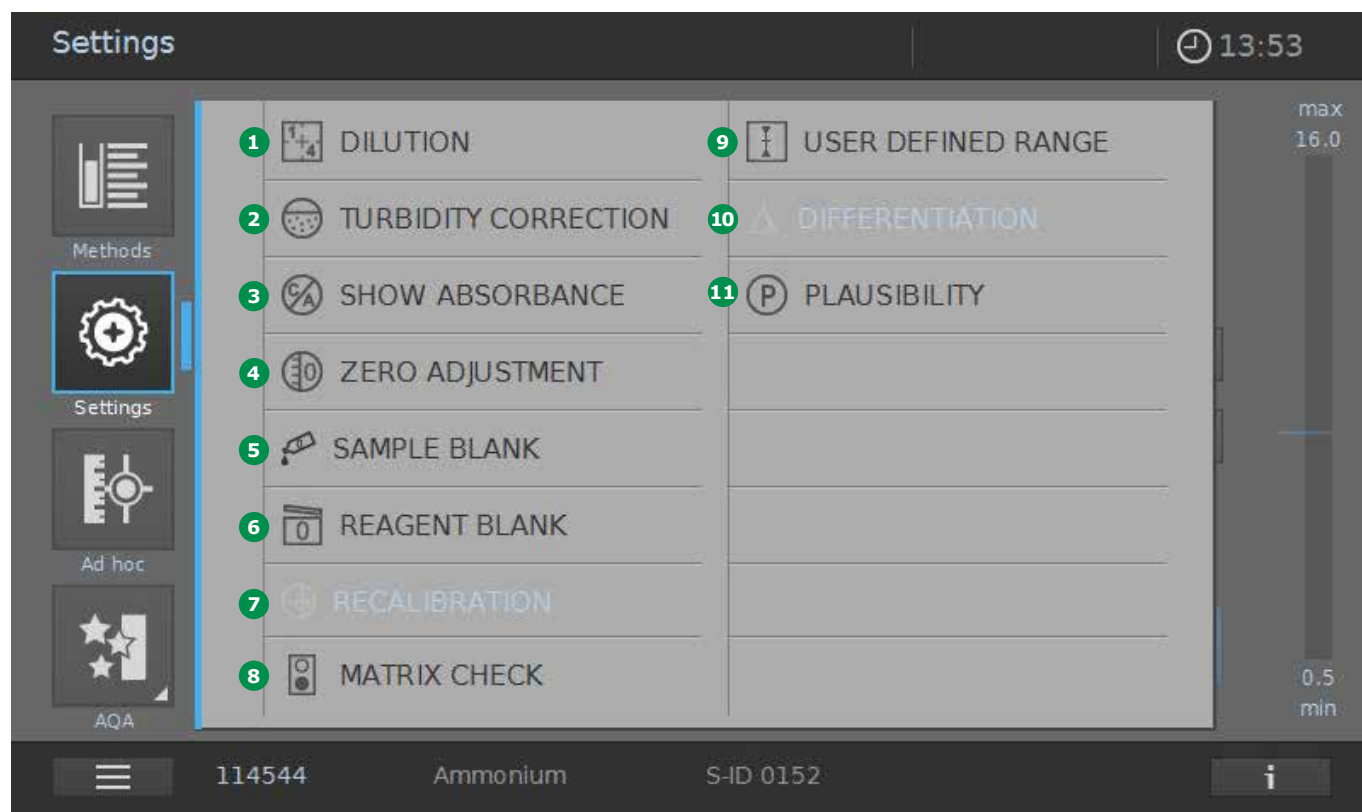 Settings
13:53
Methods
Settings
Ad hoc
AQA
1 DILUTION
2 TURBIDITY CORRECTION
3 SHOW ABSORBANCE
4 ZERO ADJUSTMENT
5 SAMPLE BLANK
6 REAGENT BLANK
7 RECALIBRATION
8 MATRIX CHECK
9 USER DEFINED RANGE
10 DIFFERENTIATION
11 PLAUSIBILITY
max
16.0
0.5
min
114544 Ammonium S-ID 0152
i